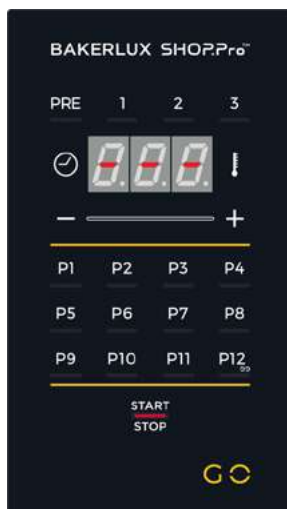 BAKERLUX SHOP.Pro™
PRE 1 2 3
- - -
− +
P1 P2 P3 P4
P5 P6 P7 P8
P9 P10 P11 P12
START
STOP
GO